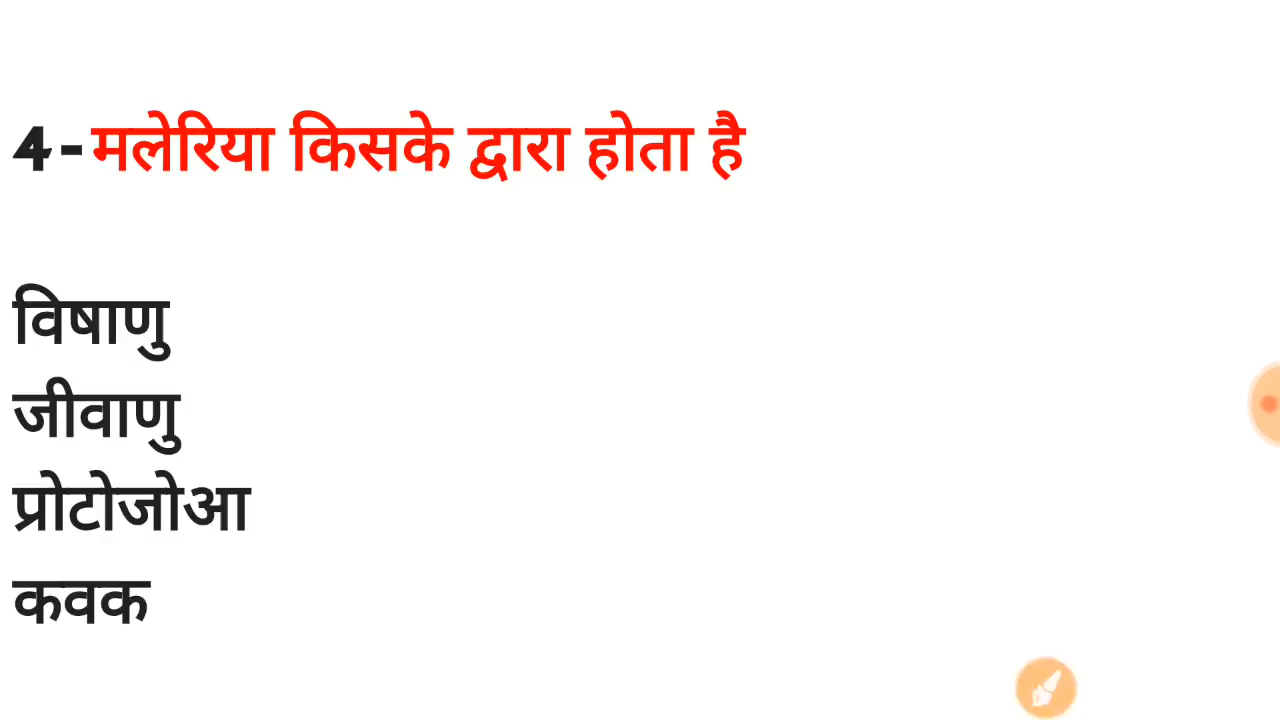 4-मलेरिया किसके द्वारा होता है
विषाणु
जीवाणु
प्रोटोजोआ
कवक